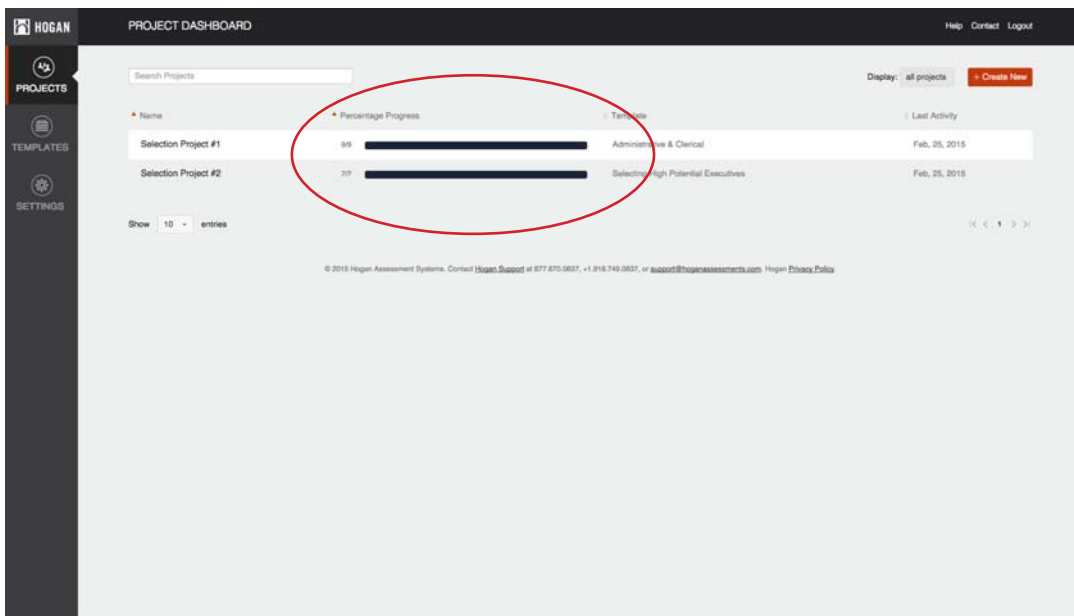 HOGAN PROJECT DASHBOARD Help Contact Logout
PROJECTS
TEMPLATES
SETTINGS
Search Projects Display: all projects + Create New
Name Percentage Progress Template Last Activity
Selection Project #1 9/9 Administrative & Clerical Feb, 25, 2015
Selection Project #2 7/7 Selecting High Potential Executives Feb, 25, 2015
Show 10 entries 1
© 2015 Hogan Assessment Systems. Contact Hogan Support at 877.670.0637, +1.918.749.0637, or support@hoganassessments.com. Hogan Privacy Policy